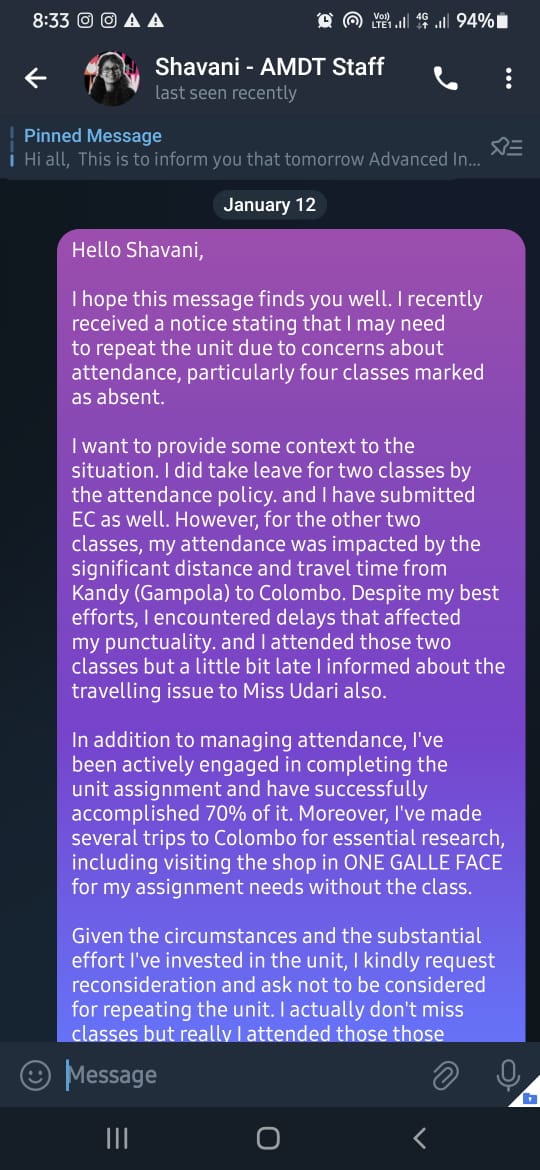 8:33
Vo)) LTE1 4G 94%
Shavani - AMDT Staff
last seen recently
Pinned Message
Hi all, This is to inform you that tomorrow Advanced In...
January 12
Hello Shavani,
I hope this message finds you well. I recently
received a notice stating that I may need
to repeat the unit due to concerns about
attendance, particularly four classes marked
as absent.
I want to provide some context to the
situation. I did take leave for two classes by
the attendance policy. and I have submitted
EC as well. However, for the other two
classes, my attendance was impacted by the
significant distance and travel time from
Kandy (Gampola) to Colombo. Despite my best
efforts, I encountered delays that affected
my punctuality. and I attended those two
classes but a little bit late I informed about the
travelling issue to Miss Udari also.
In addition to managing attendance, I've
been actively engaged in completing the
unit assignment and have successfully
accomplished 70% of it. Moreover, I've made
several trips to Colombo for essential research,
including visiting the shop in ONE GALLE FACE
for my assignment needs without the class.
Given the circumstances and the substantial
effort I've invested in the unit, I kindly request
reconsideration and ask not to be considered
for repeating the unit. I actually don't miss
classes but really I attended those those
Message